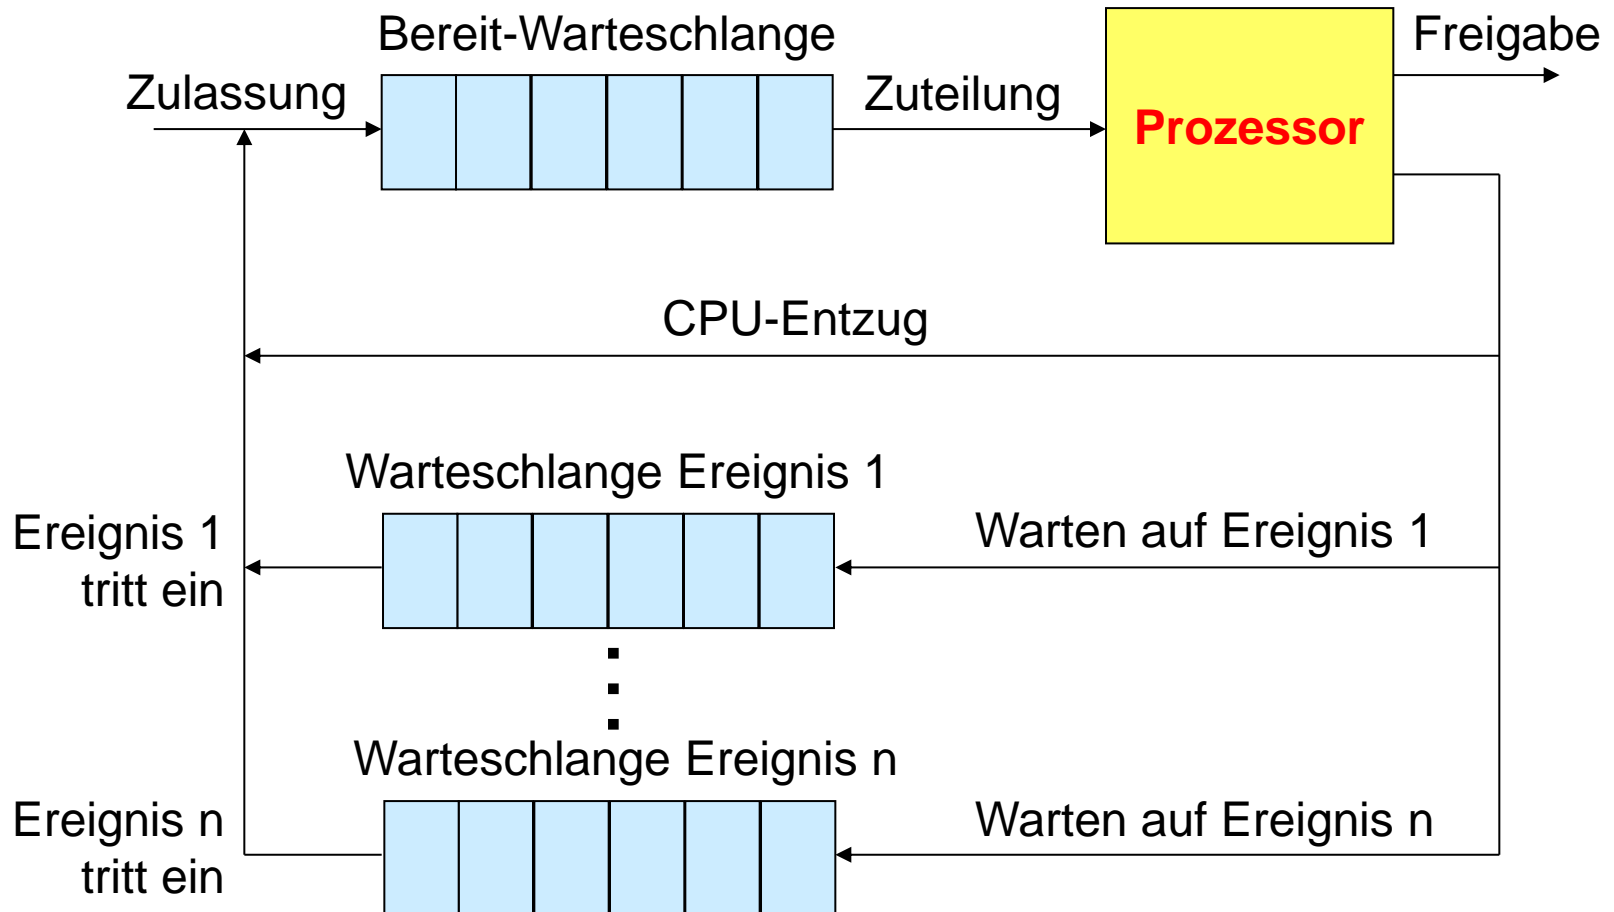 Bereit-Warteschlange
Freigabe
Zulassung
Zuteilung
Prozessor
CPU-Entzug
Warteschlange Ereignis 1
Ereignis 1
tritt ein
Warten auf Ereignis 1
Warteschlange Ereignis n
Ereignis n
tritt ein
Warten auf Ereignis n